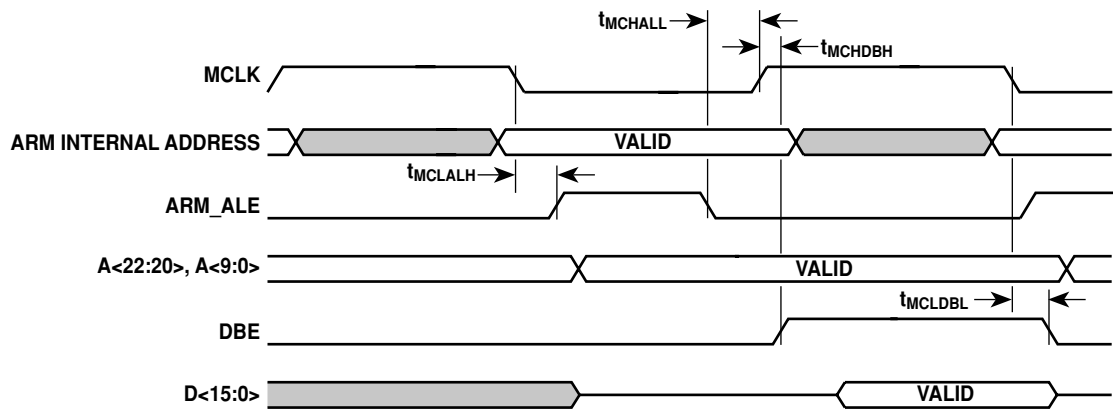 tMCHALL
tMCHDBH
MCLK
ARM INTERNAL ADDRESS
VALID
tMCLALH
ARM_ALE
A<22:20>, A<9:0>
VALID
tMCLDBL
DBE
D<15:0>
VALID